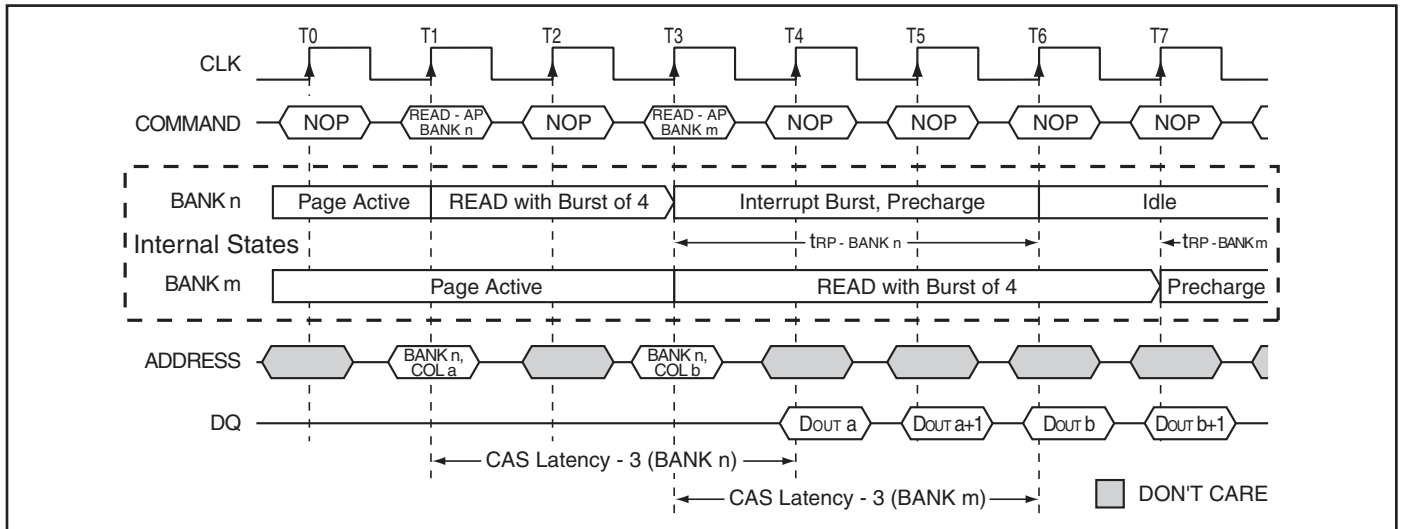 T0 T1 T2 T3 T4 T5 T6 T7
CLK
COMMAND NOP READ - AP BANK n NOP READ - AP BANK m NOP NOP NOP NOP
BANK n Page Active READ with Burst of 4 Interrupt Burst, Precharge Idle
Internal States tRP - BANK n tRP - BANK m
BANK m Page Active READ with Burst of 4 Precharge
ADDRESS BANK n, COL a BANK n, COL b
DQ DOUT a DOUT a+1 DOUT b DOUT b+1
CAS Latency - 3 (BANK n)
CAS Latency - 3 (BANK m) DON'T CARE